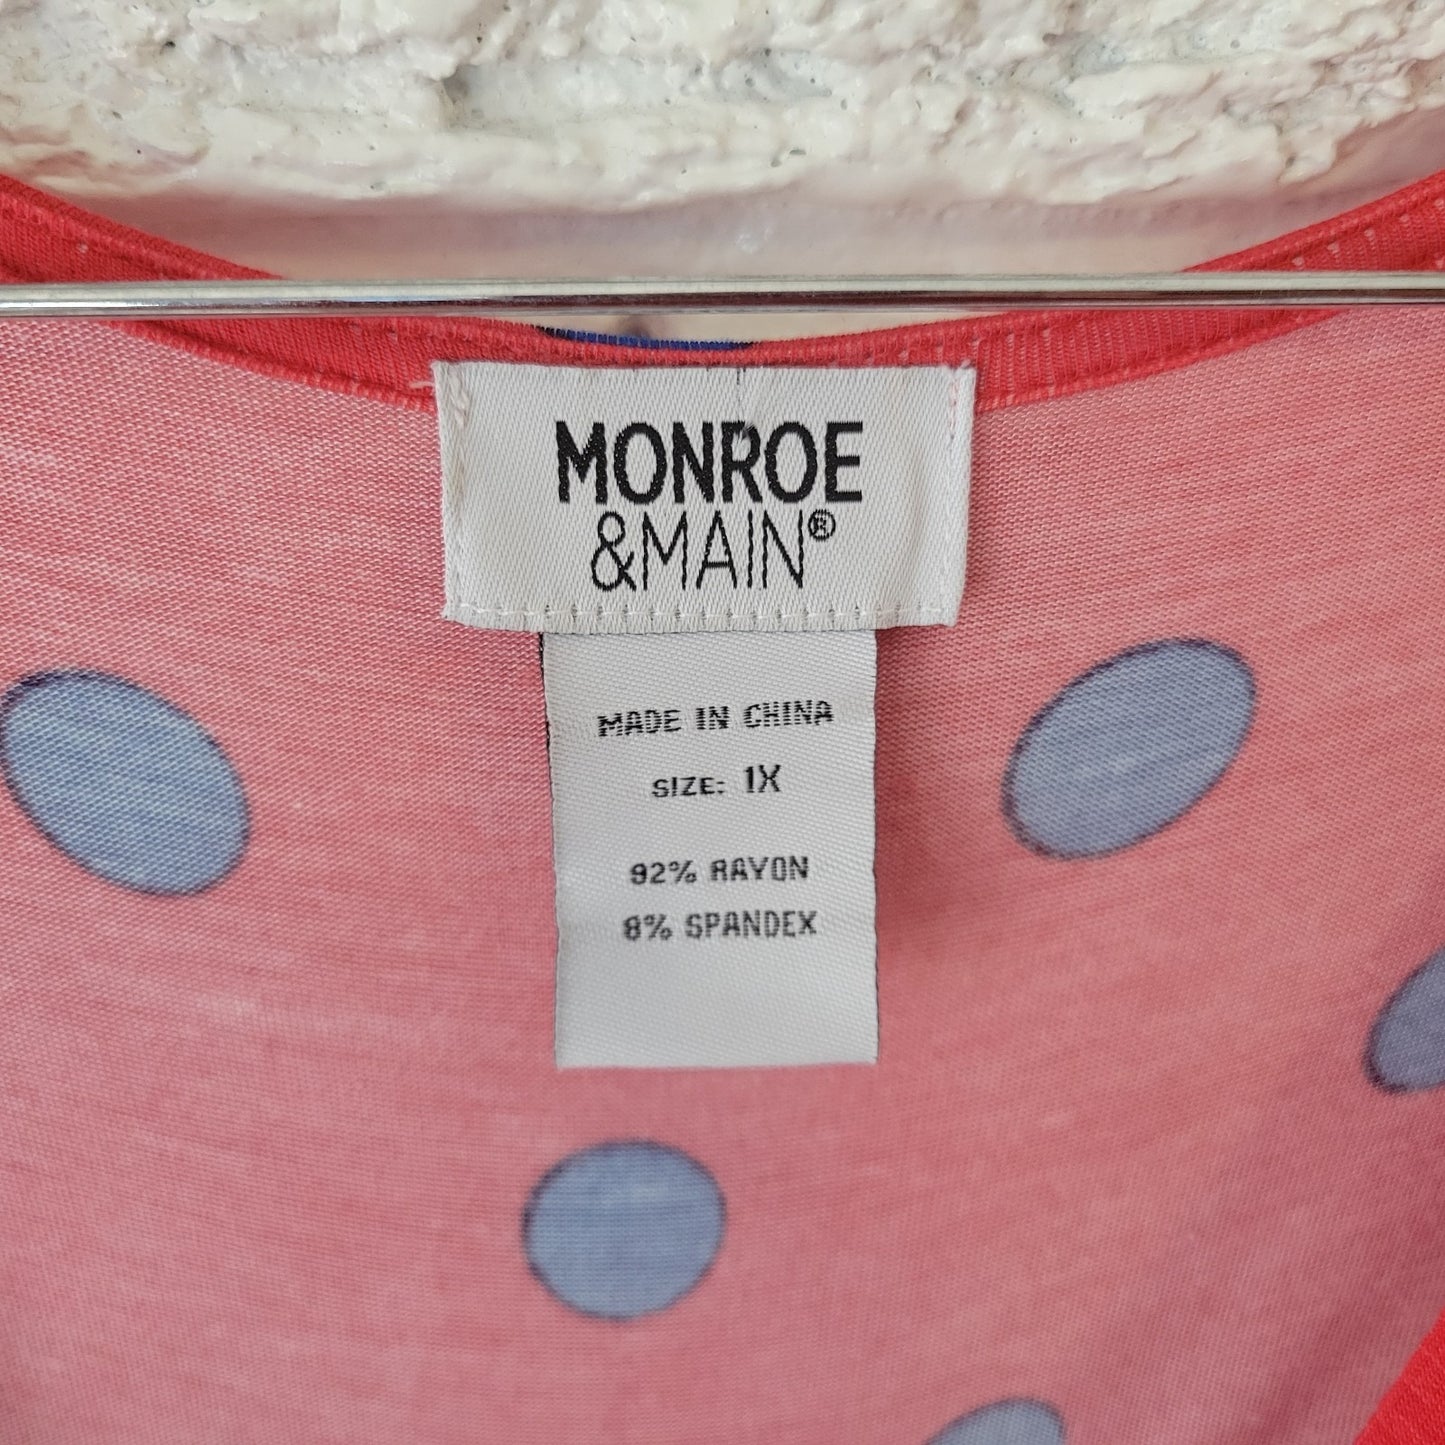 MONROE
&MAIN®
MADE IN CHINA
SIZE: 1X
92% RAYON
8% SPANDEX